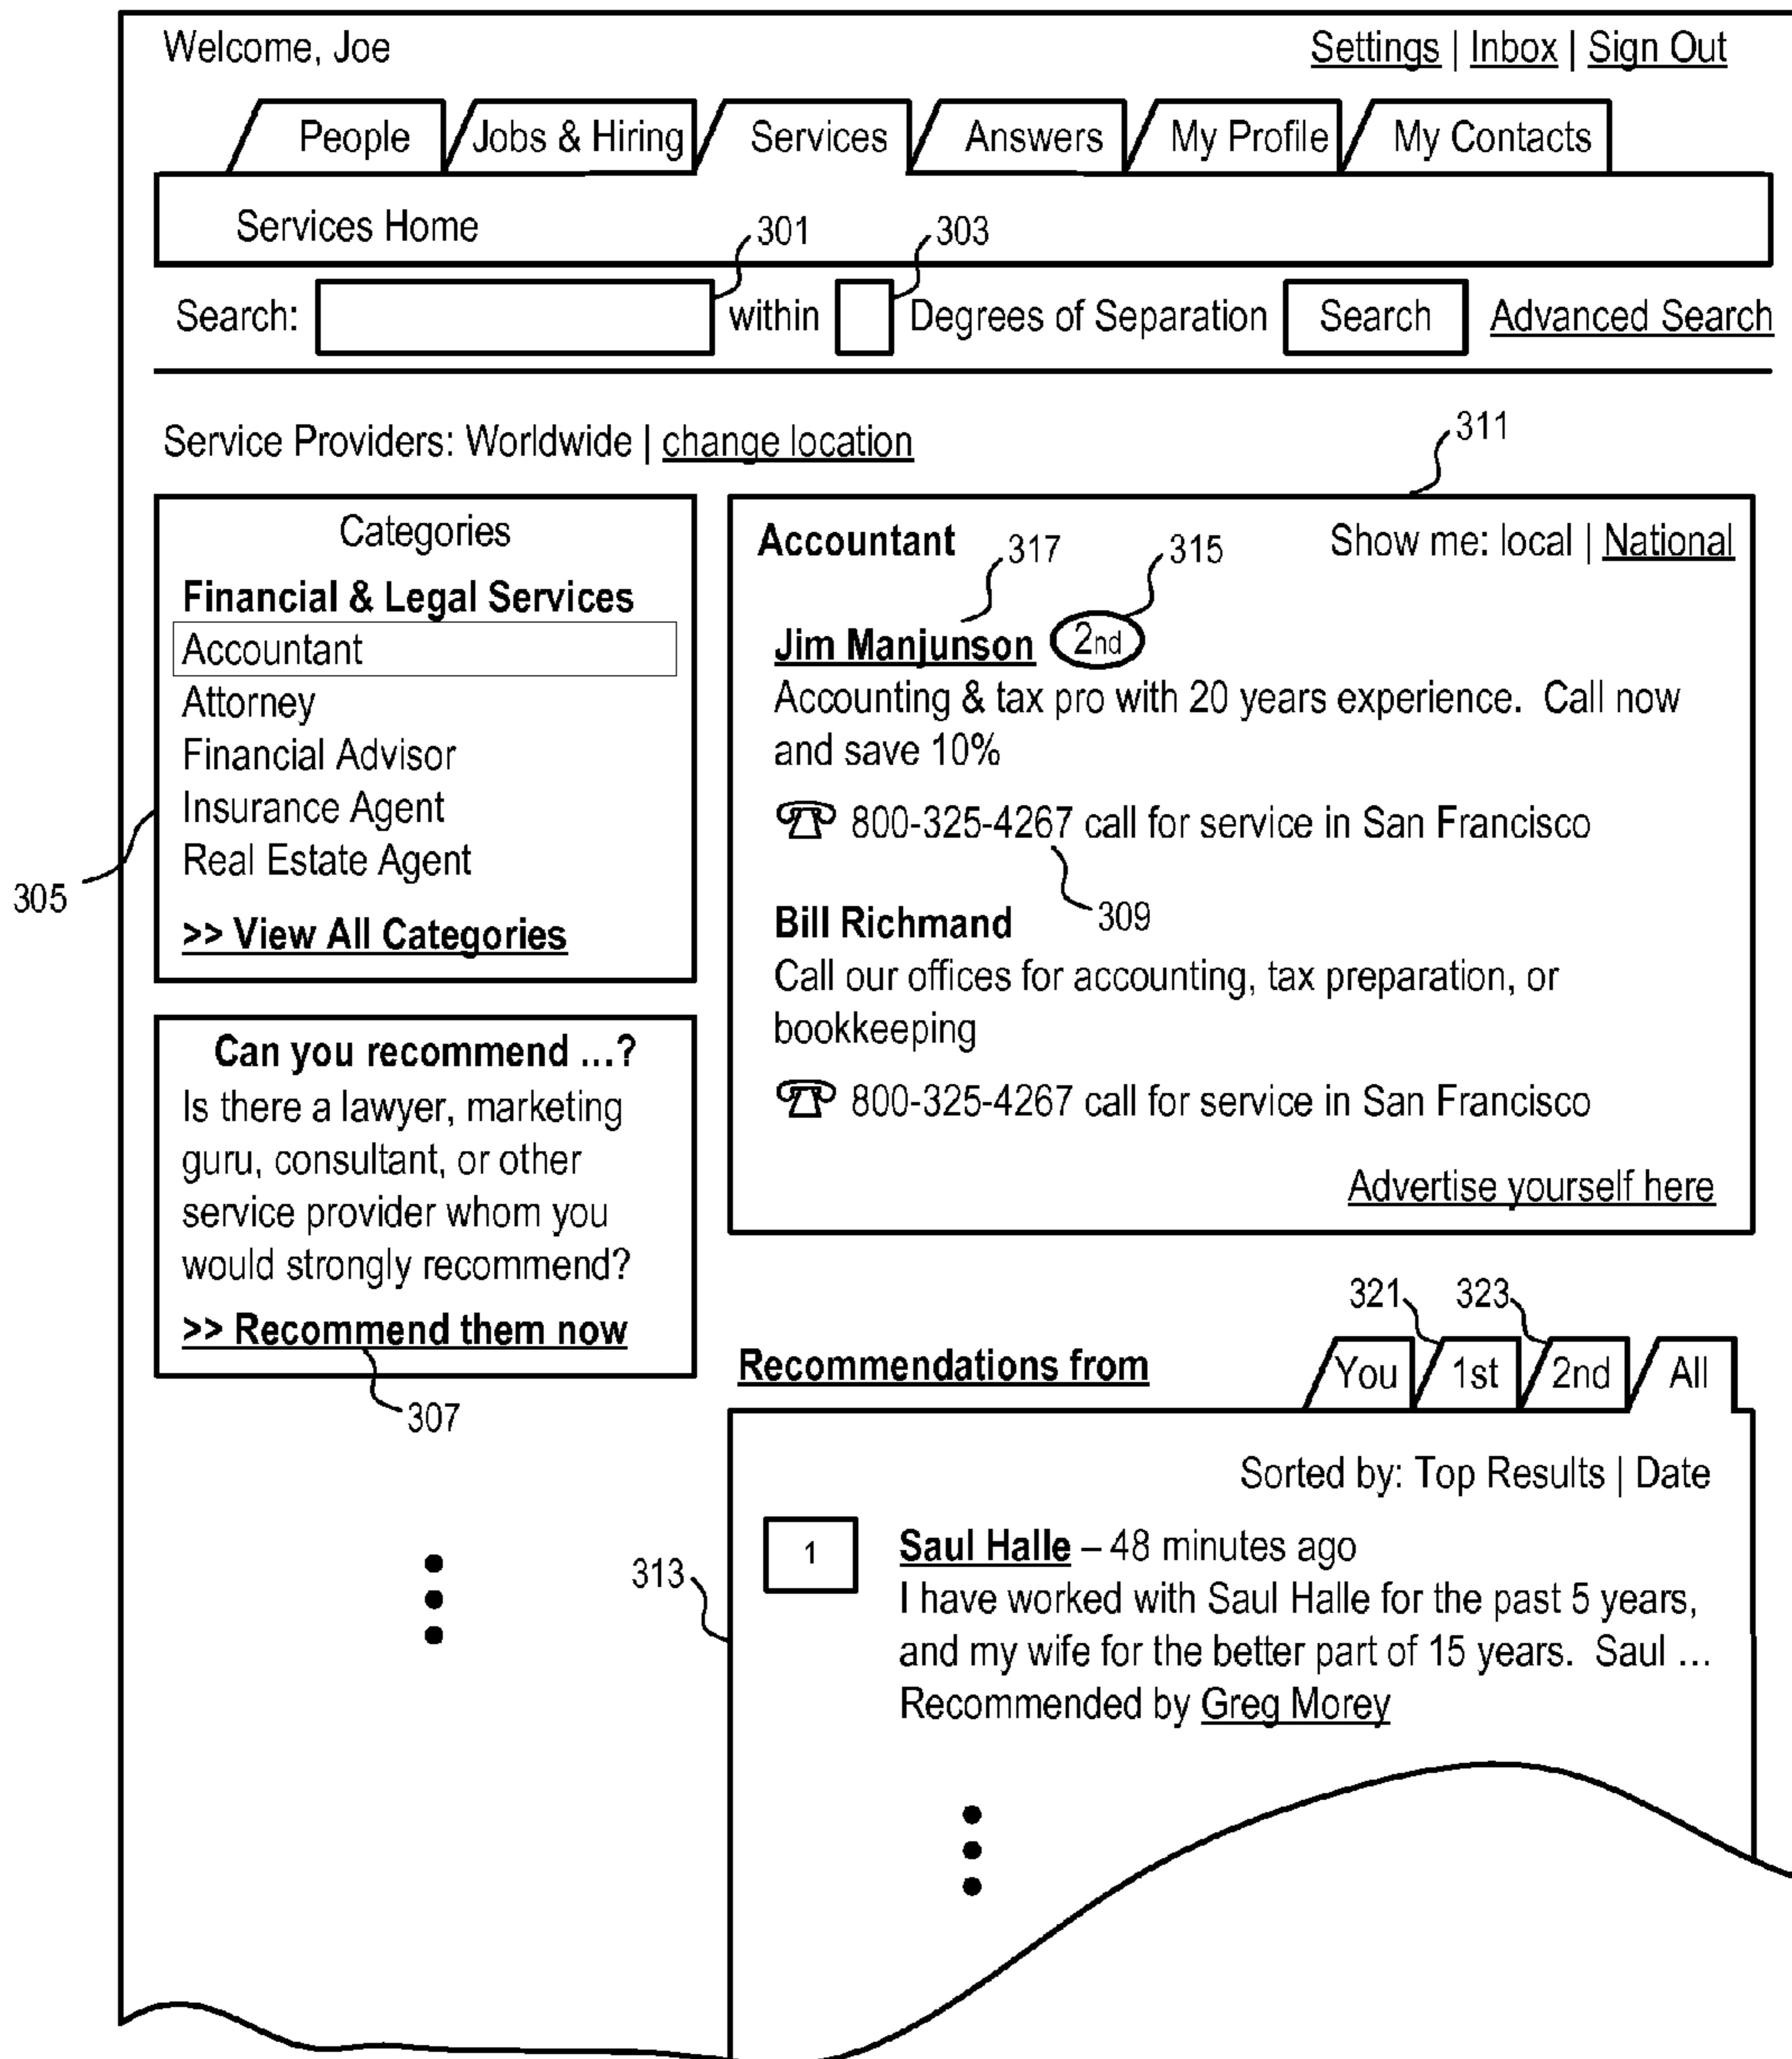 Welcome, Joe
Settings | Inbox | Sign Out
People
Jobs & Hiring
Services
Answers
My Profile
My Contacts
Services Home
301
303
Search:
within
Degrees of Separation
Search
Advanced Search
Service Providers: Worldwide | change location
311
Categories
Financial & Legal Services
Accountant
Attorney
Financial Advisor
Insurance Agent
Real Estate Agent
>> View All Categories
305
Accountant
317
315
Show me: local | National
Jim Manjunson
2nd
Accounting & tax pro with 20 years experience. Call now
and save 10%
800-325-4267 call for service in San Francisco
309
Bill Richmand
Call our offices for accounting, tax preparation, or
bookkeeping
800-325-4267 call for service in San Francisco
Advertise yourself here
Can you recommend ...?
Is there a lawyer, marketing
guru, consultant, or other
service provider whom you
would strongly recommend?
>> Recommend them now
307
321
323
Recommendations from
You
1st
2nd
All
Sorted by: Top Results | Date
313
1
Saul Halle – 48 minutes ago
I have worked with Saul Halle for the past 5 years,
and my wife for the better part of 15 years. Saul ...
Recommended by Greg Morey